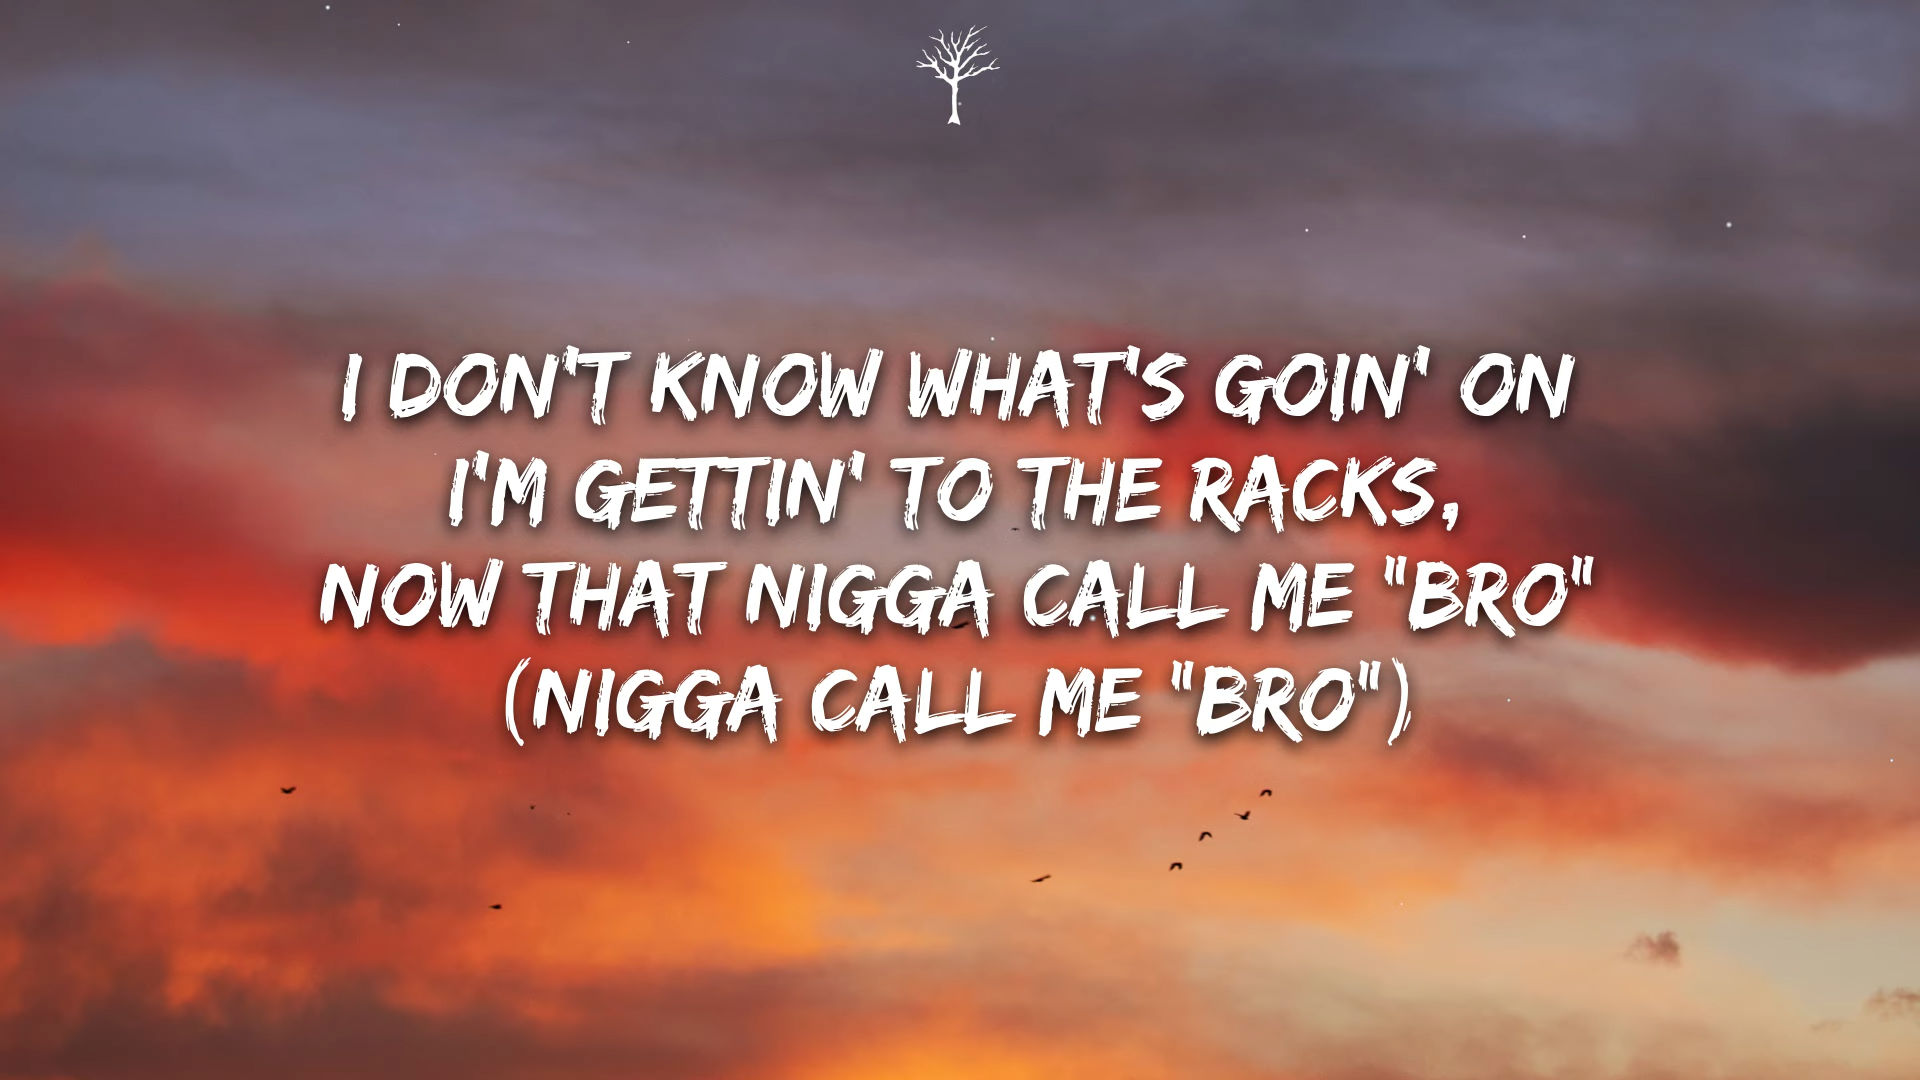 I DON'T KNOW WHAT'S GOIN' ON
I'M GETTIN' TO THE RACKS,
NOW THAT NIGGA CALL ME "BRO"
(NIGGA CALL ME "BRO")